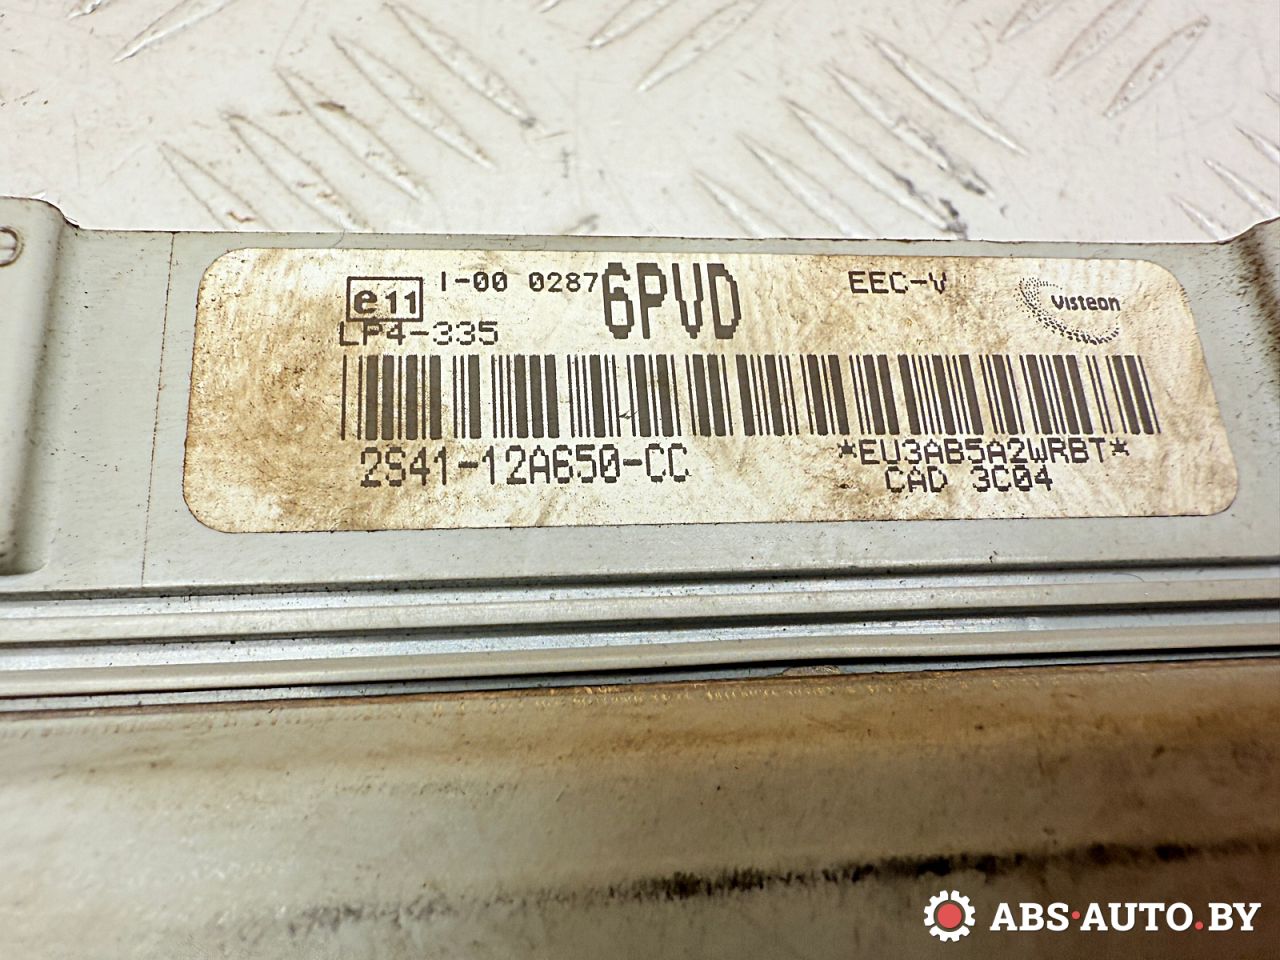 e11 I-00 0287 6PVD EEC-V Visteon
LP4-335
2S41-12A650-CC *EU3AB5A2WRBT*
CAD 3C04
ABS·AUTO.BY